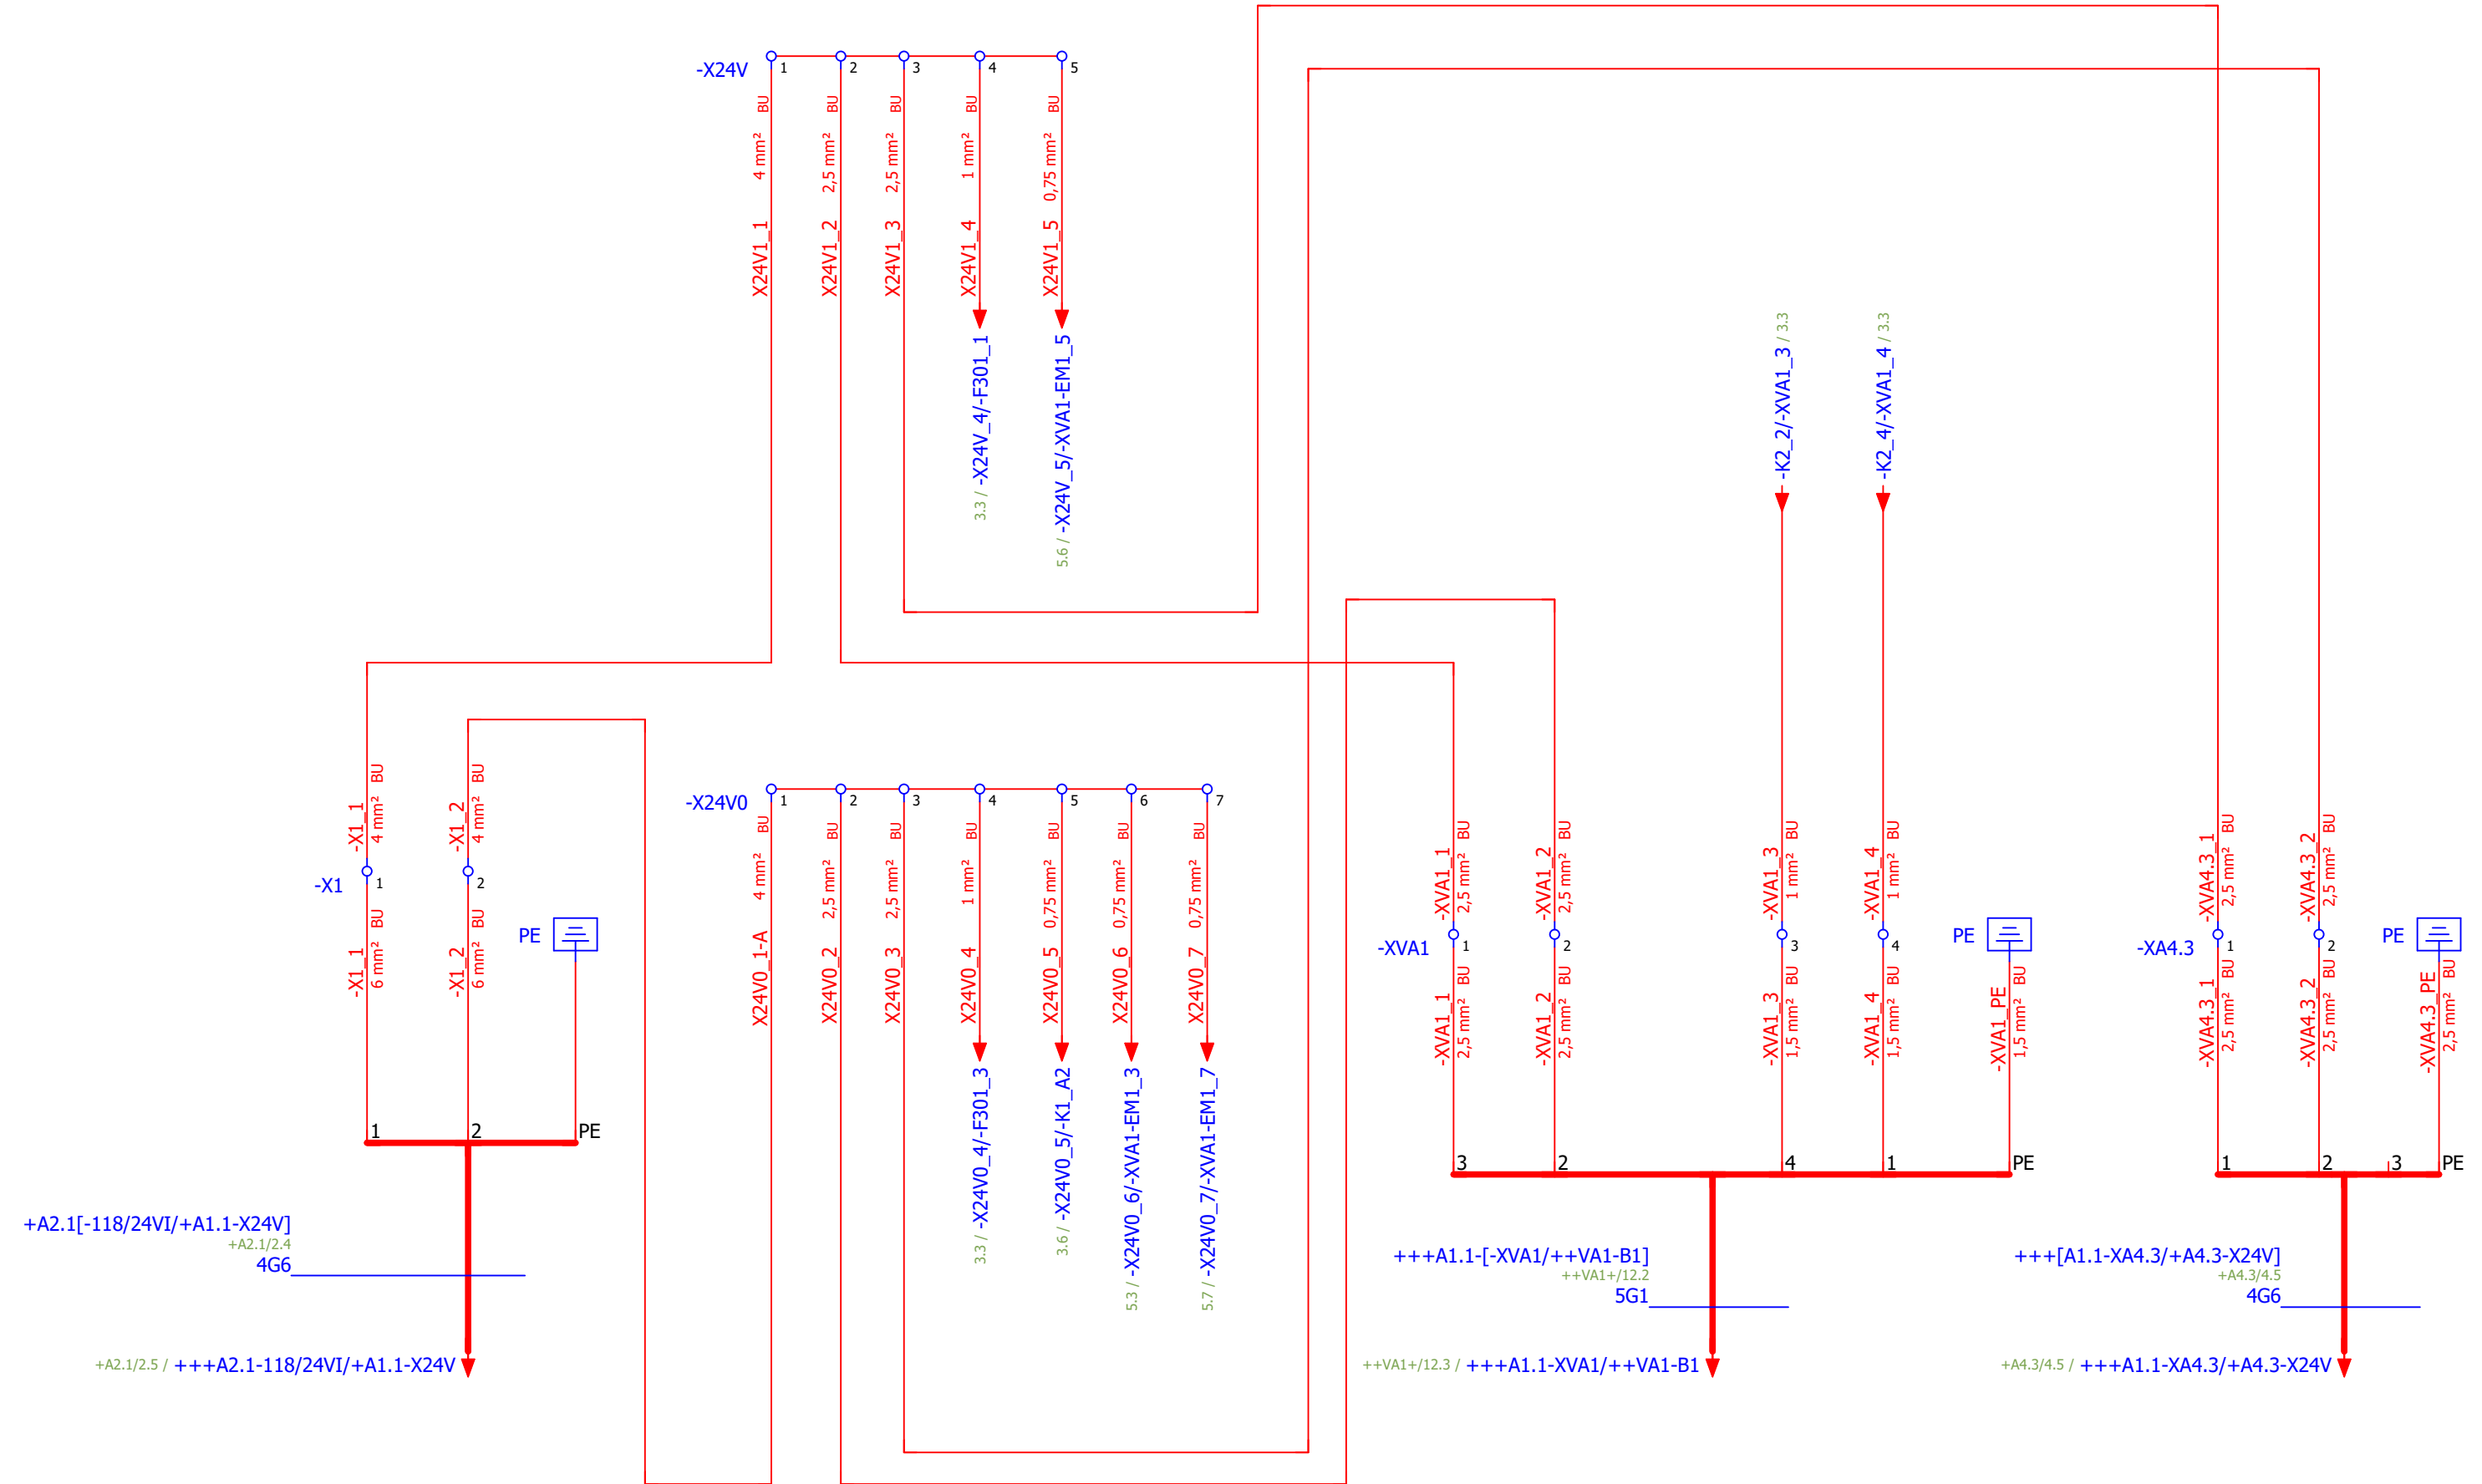 -X24V
1
2
3
4
5
X24V1_1 4 mm² BU
X24V1_2 2,5 mm² BU
X24V1_3 2,5 mm² BU
X24V1_4 1 mm² BU
X24V1_5 0,75 mm² BU
3.3 / -X24V_4/-F301_1
5.6 / -X24V_5/-XVA1-EM1_5
-K2_2/-XVA1_3 / 3.3
-K2_4/-XVA1_4 / 3.3
-X1_1
4 mm² BU
-X1_2
4 mm² BU
-X1
1
2
-X1_1
6 mm² BU
-X1_2
6 mm² BU
PE
1
2
PE
+A2.1[-118/24VI/+A1.1-X24V]
+A2.1/2.4
4G6
+A2.1/2.5 / +++A2.1-118/24VI/+A1.1-X24V
-X24V0
1
2
3
4
5
6
7
X24V0_1-A 4 mm² BU
X24V0_2 2,5 mm² BU
X24V0_3 2,5 mm² BU
X24V0_4 1 mm² BU
X24V0_5 0,75 mm² BU
X24V0_6 0,75 mm² BU
X24V0_7 0,75 mm² BU
3.3 / -X24V0_4/-F301_3
3.6 / -X24V0_5/-K1_A2
5.3 / -X24V0_6/-XVA1-EM1_3
5.7 / -X24V0_7/-XVA1-EM1_7
-XVA1_1
2,5 mm² BU
-XVA1_2
2,5 mm² BU
-XVA1_3
1 mm² BU
-XVA1_4
1 mm² BU
-XVA1
1
2
3
4
PE
-XVA1_1
2,5 mm² BU
-XVA1_2
2,5 mm² BU
-XVA1_3
1,5 mm² BU
-XVA1_4
1,5 mm² BU
-XVA1_PE
1,5 mm² BU
3
2
4
1
PE
+++A1.1-[-XVA1/++VA1-B1]
++VA1+/12.2
5G1
++VA1+/12.3 / +++A1.1-XVA1/++VA1-B1
-XVA4.3_1
2,5 mm² BU
-XVA4.3_2
2,5 mm² BU
-XA4.3
1
2
PE
-XVA4.3_1
2,5 mm² BU
-XVA4.3_2
2,5 mm² BU
-XVA4.3_PE
2,5 mm² BU
1
2
3
PE
+++[A1.1-XA4.3/+A4.3-X24V]
+A4.3/4.5
4G6
+A4.3/4.5 / +++A1.1-XA4.3/+A4.3-X24V